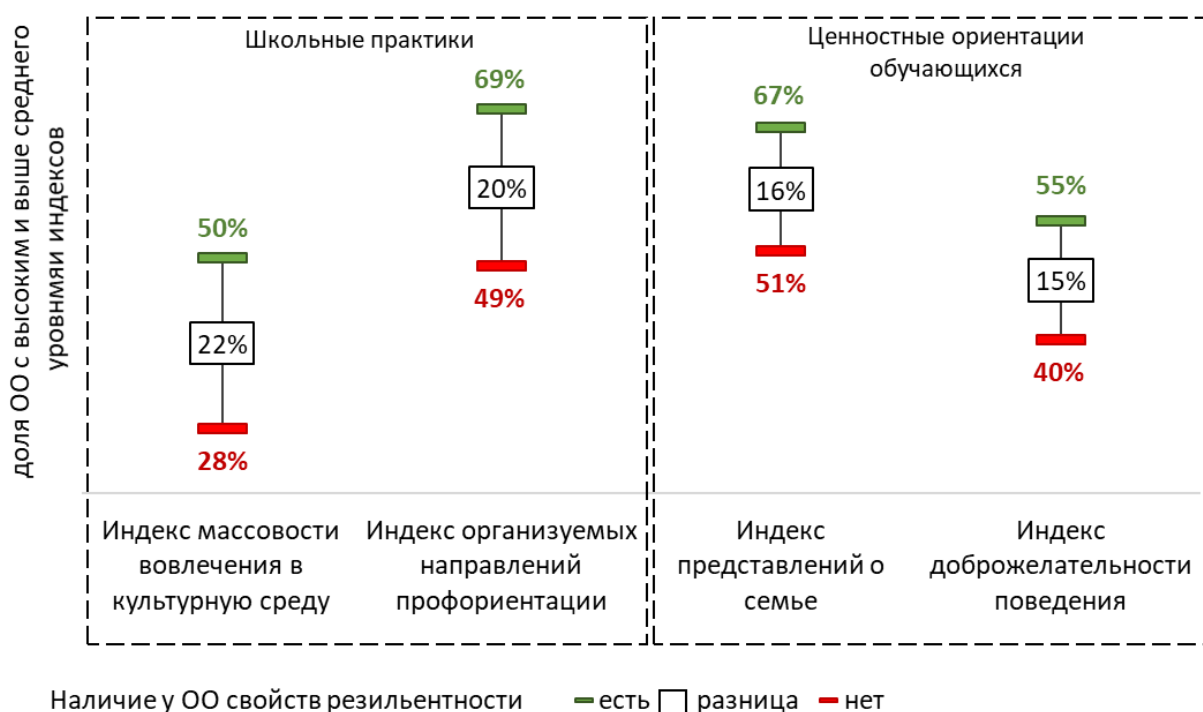 доля ОО с высоким и выше среднего
уровнями индексов
Школьные практики
Ценностные ориентации
обучающихся
50%
22%
28%
69%
20%
49%
67%
16%
51%
55%
15%
40%
Индекс массовости
вовлечения в
культурную среду
Индекс организуемых
направлений
профориентации
Индекс
представлений о
семье
Индекс
доброжелательности
поведения
Наличие у ОО свойств резильентности есть разница нет